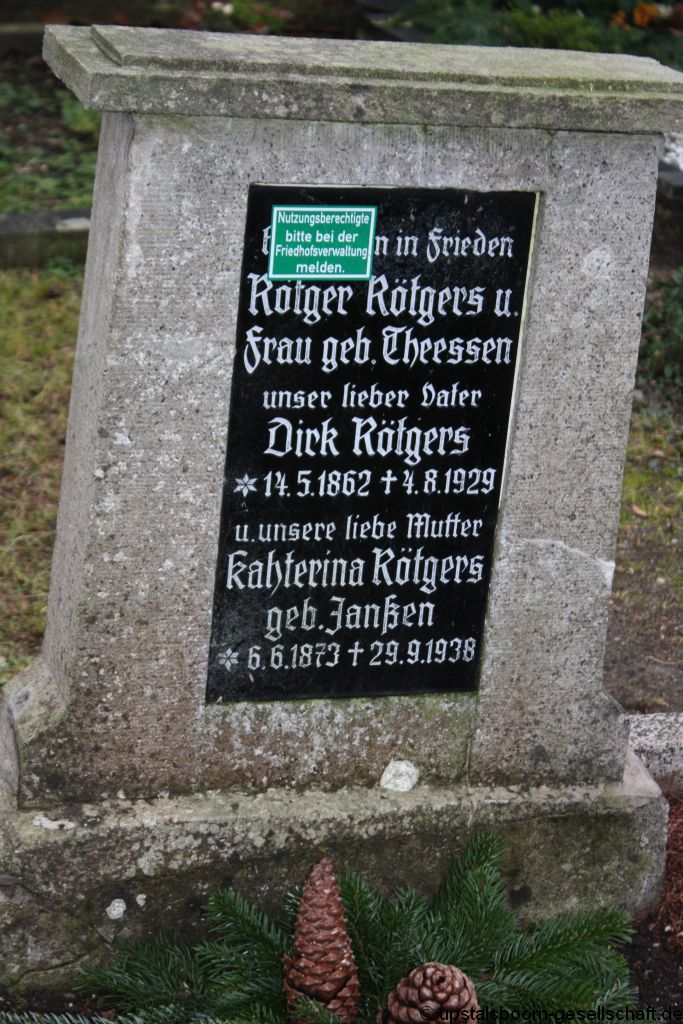 Nutzungsberechtigte
bitte bei der
Friedhofsverwaltung
melden.
in Frieden
Rötger Rötgers u.
Frau geb. Theessen
unser lieber Vater
Dirk Rötgers
* 14.5.1862 † 4.8.1929
u. unsere liebe Mutter
Kahterina Rötgers
geb. Janßen
* 6.6.1873 † 29.9.1938
© upstalsboom-gesellschaft.de